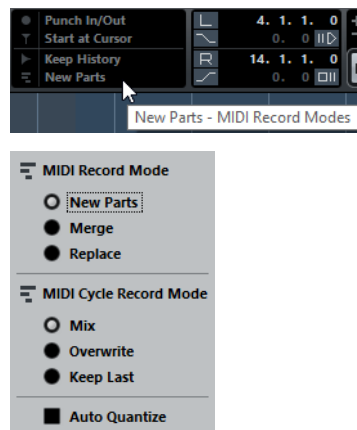 Punch In/Out L 4. 1. 1. 0
Start at Cursor 0. 0
Keep History R 14. 1. 1. 0
New Parts 0. 0
New Parts - MIDI Record Modes
MIDI Record Mode
New Parts
Merge
Replace
MIDI Cycle Record Mode
Mix
Overwrite
Keep Last
Auto Quantize